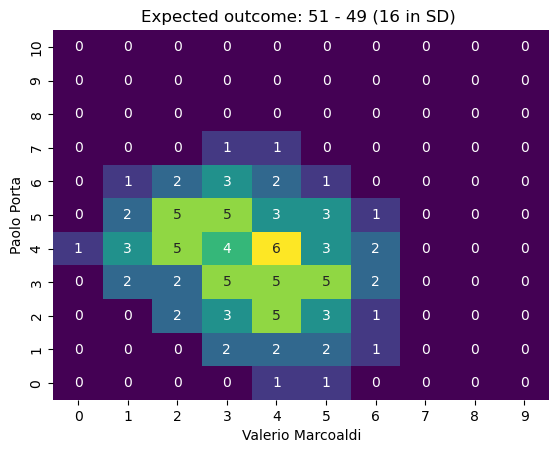 Expected outcome: 51 - 49 (16 in SD)
10 0 0 0 0 0 0 0 0 0 0
9 0 0 0 0 0 0 0 0 0 0
8 0 0 0 0 0 0 0 0 0 0
7 0 0 0 1 1 0 0 0 0 0
6 0 1 2 3 2 1 0 0 0 0
5 0 2 5 5 3 3 1 0 0 0
4 1 3 5 4 6 3 2 0 0 0
3 0 2 2 5 5 5 2 0 0 0
2 0 0 2 3 5 3 1 0 0 0
1 0 0 0 2 2 2 1 0 0 0
0 0 0 0 0 1 1 0 0 0 0
0 1 2 3 4 5 6 7 8 9
Paolo Porta
Valerio Marcoaldi